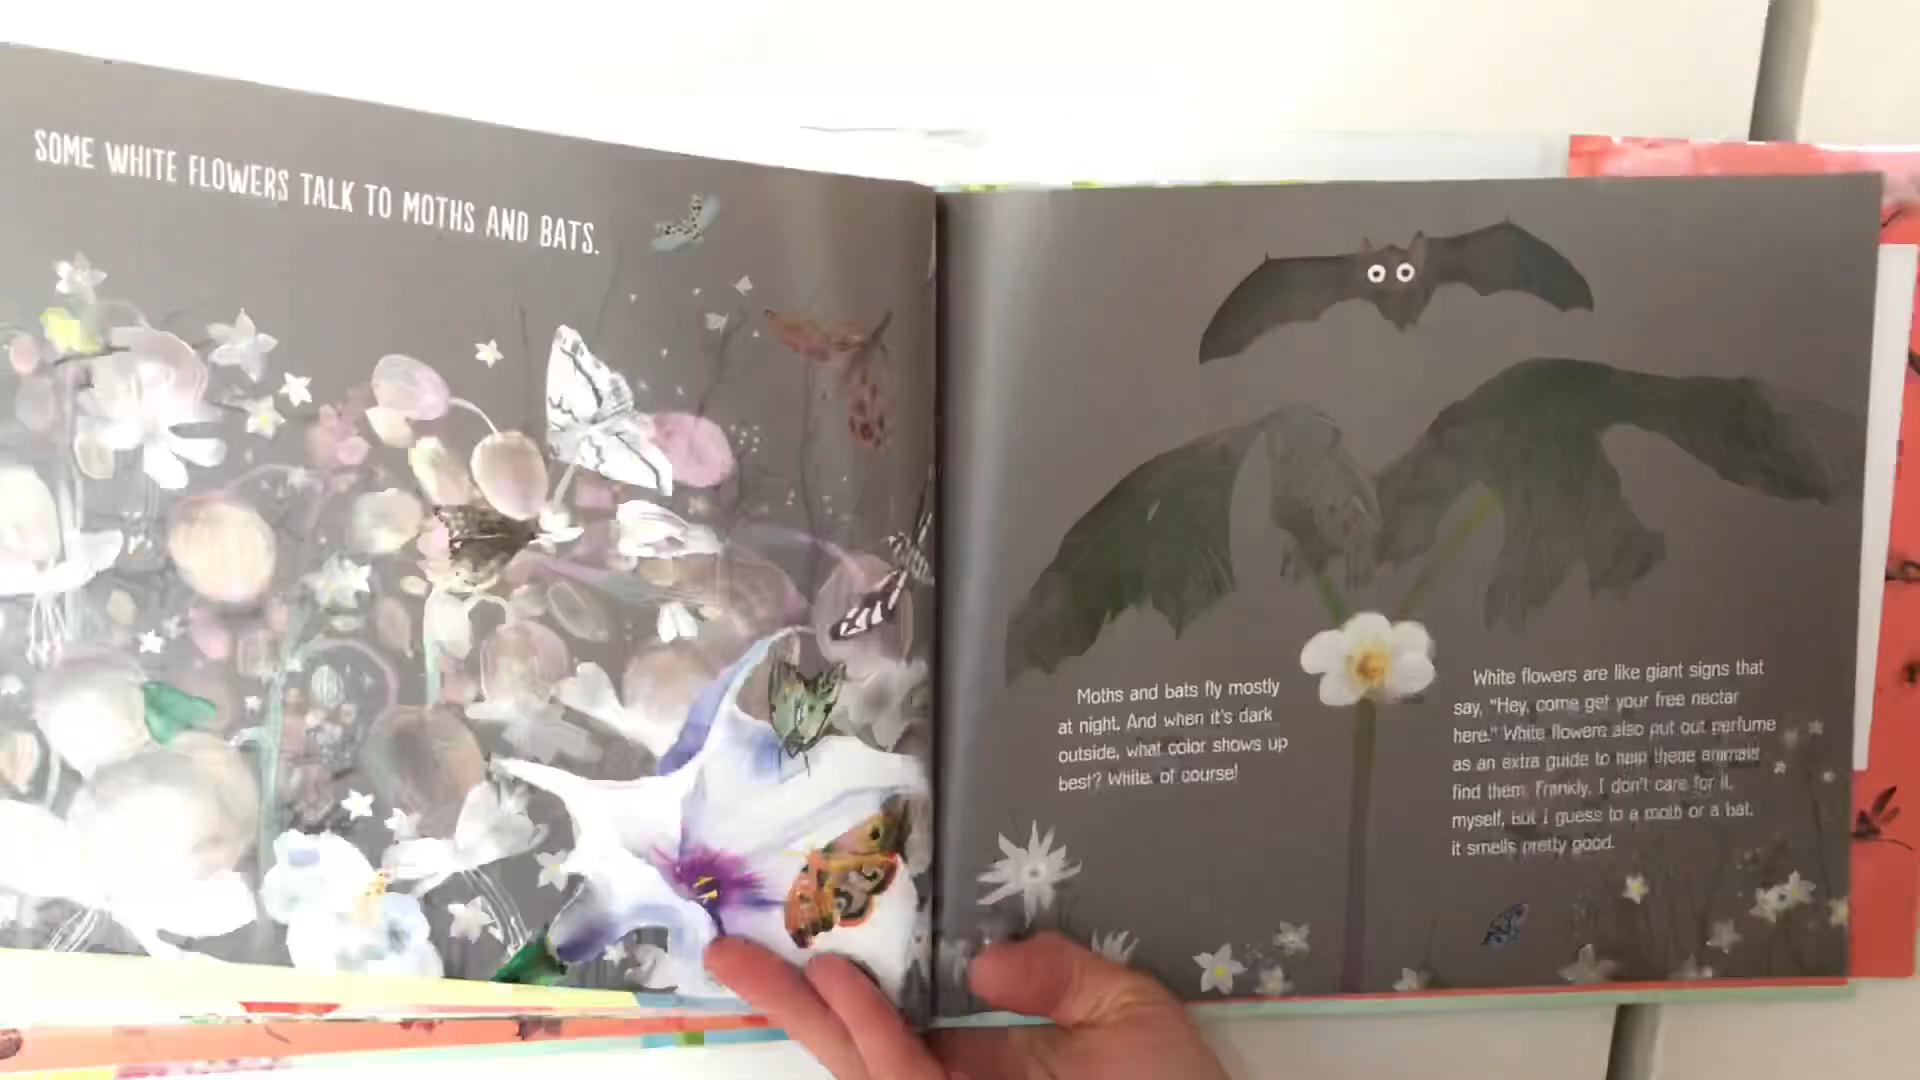 SOME WHITE FLOWERS TALK TO MOTHS AND BATS.
Moths and bats fly mostly
at night. And when it's dark
outside, what color shows up
best? White, of course!
White flowers are like giant signs that
say, "Hey, come get your free nectar
here." White flowers also put out perfume
as an extra guide to help these animals
find them. Frankly, I don't care for it,
myself, but I guess to a moth or a bat,
it smells pretty good.